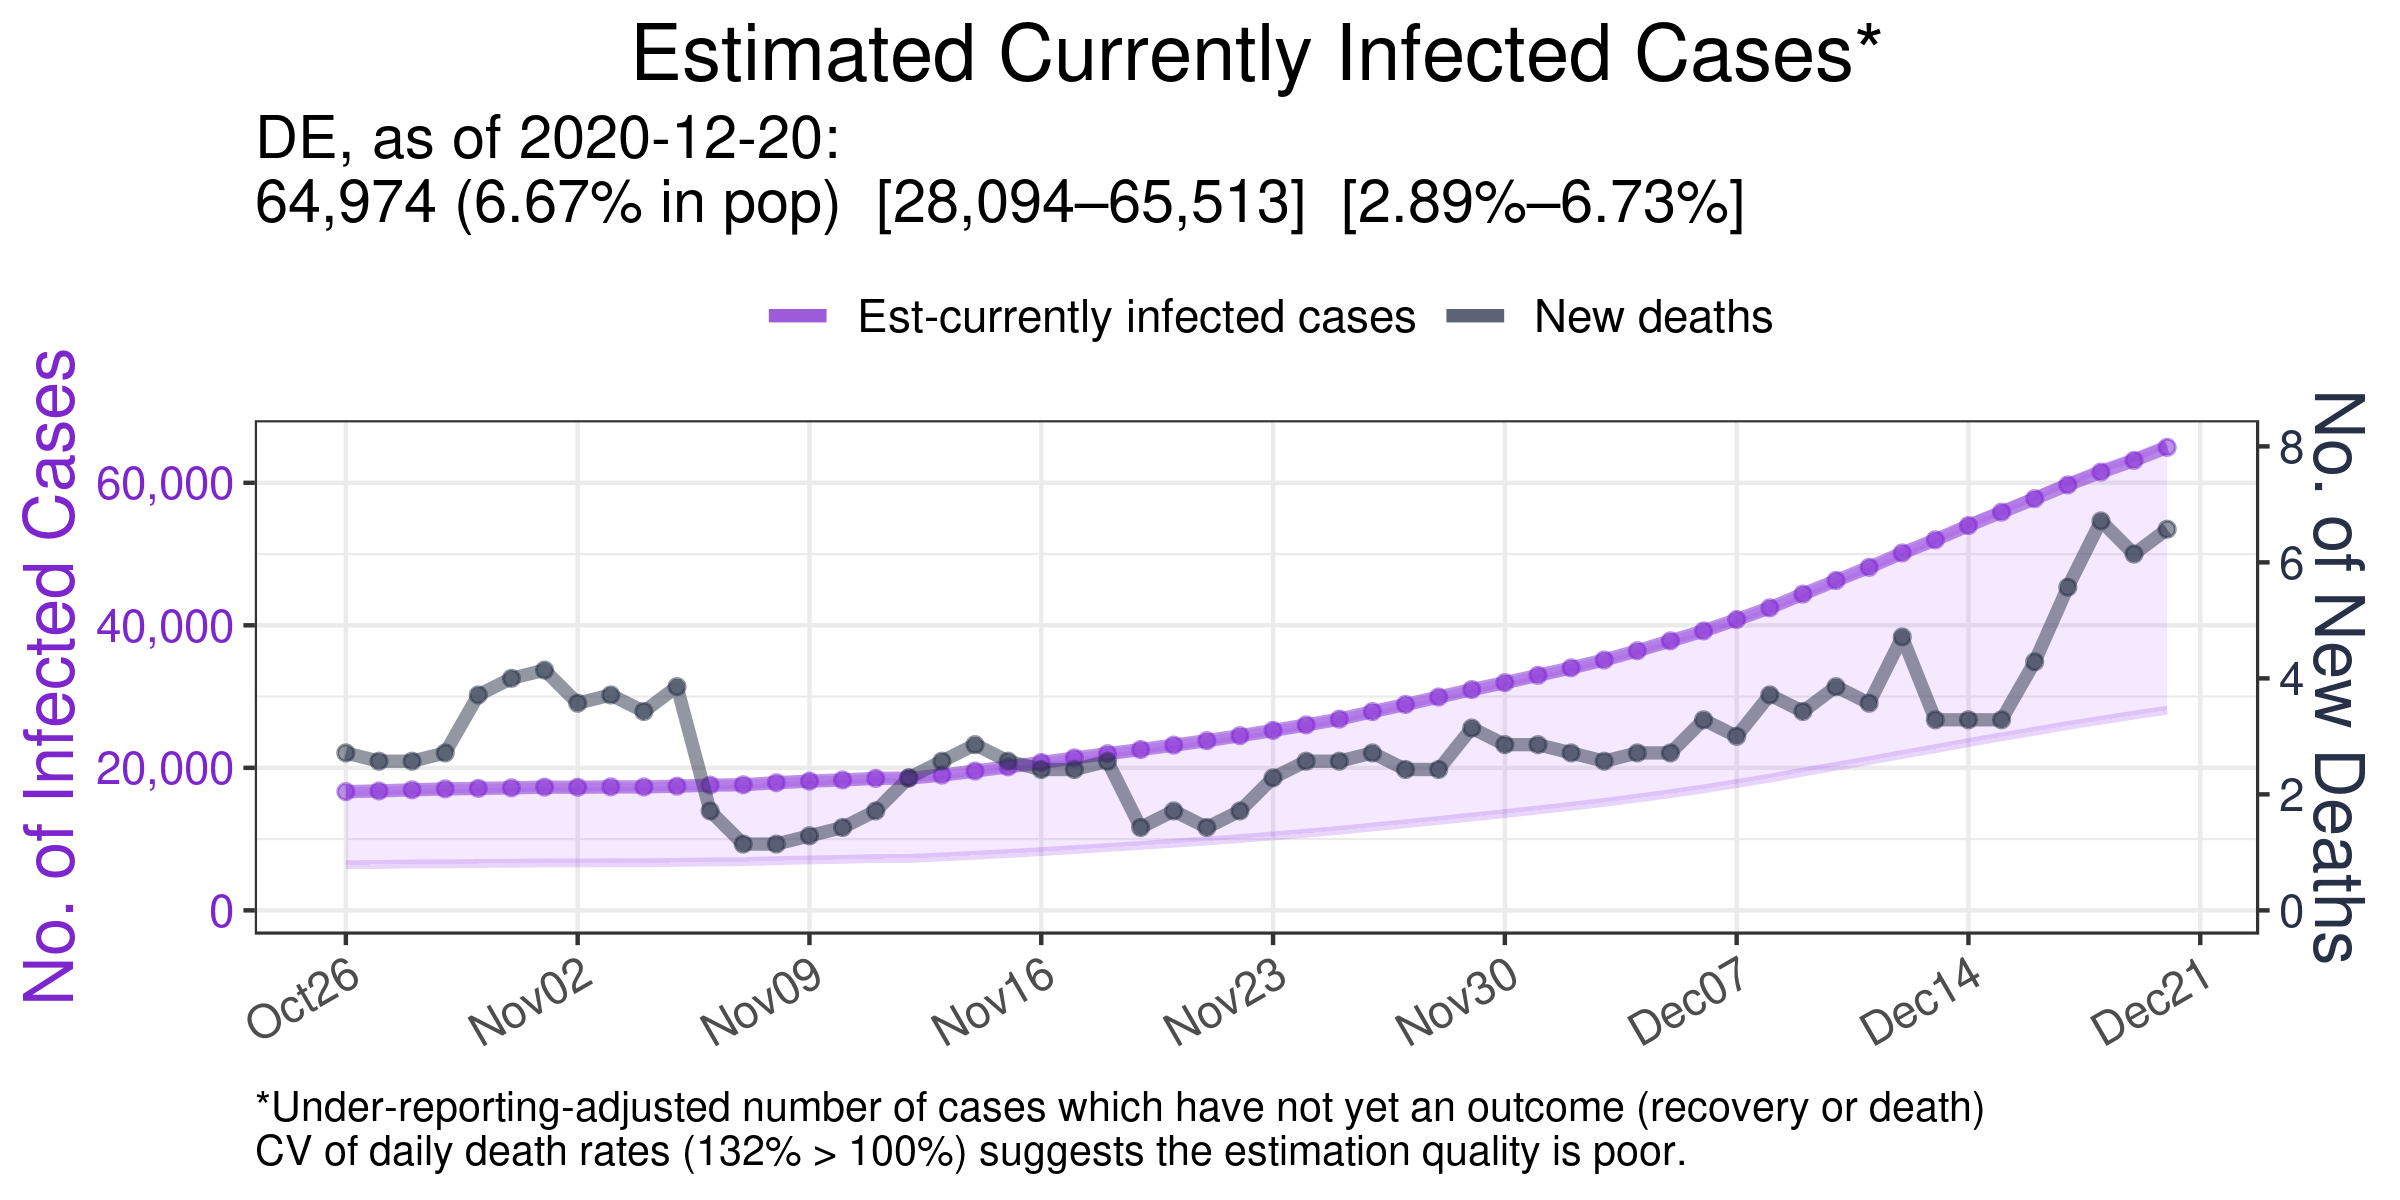 Estimated Currently Infected Cases*
DE, as of 2020-12-20:
64,974 (6.67% in pop)  [28,094–65,513]  [2.89%–6.73%]
Est-currently infected cases
New deaths
No. of Infected Cases
60,000
40,000
20,000
0
8
6
4
2
0
No. of New Deaths
Oct26
Nov02
Nov09
Nov16
Nov23
Nov30
Dec07
Dec14
Dec21
*Under-reporting-adjusted number of cases which have not yet an outcome (recovery or death)
CV of daily death rates (132% > 100%) suggests the estimation quality is poor.